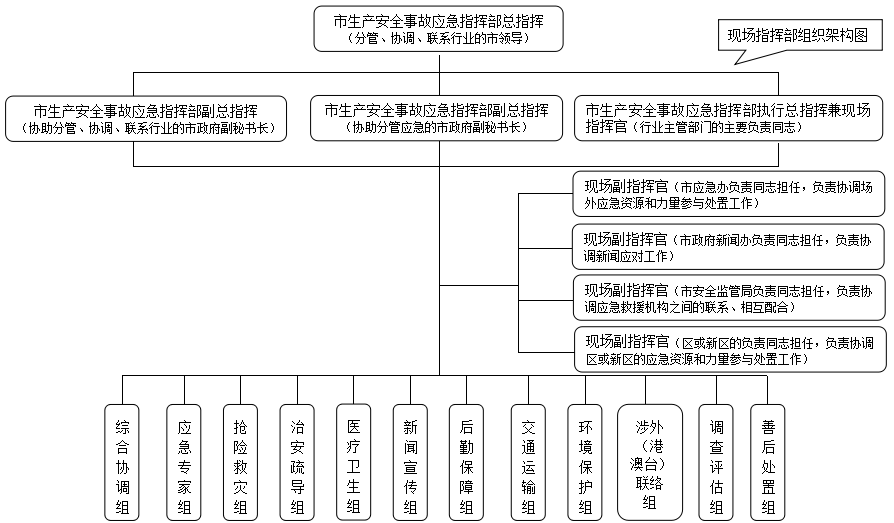 市生产安全事故应急指挥部总指挥
（分管、协调、联系行业的市领导）
现场指挥部组织架构图
市生产安全事故应急指挥部副总指挥
（协助分管、协调、联系行业的市政府副秘书长）
市生产安全事故应急指挥部副总指挥
（协助分管应急的市政府副秘书长）
市生产安全事故应急指挥部执行总指挥兼现场
指挥官（行业主管部门的主要负责同志）
现场副指挥官（市应急办负责同志担任，负责协调场
外应急资源和力量参与处置工作）
现场副指挥官（市政府新闻办负责同志担任，负责协
调新闻应对工作）
现场副指挥官（市安全监管局负责同志担任，负责协
调应急救援机构之间的联系、相互配合）
现场副指挥官（区或新区的负责同志担任，负责协调
区或新区的应急资源和力量参与处置工作）
综合协调组
应急专家组
抢险救灾组
治安疏导组
医疗卫生组
新闻宣传组
后勤保障组
交通运输组
环境保护组
涉外
（港
澳台）
联络
组
调查评估组
善后处置组